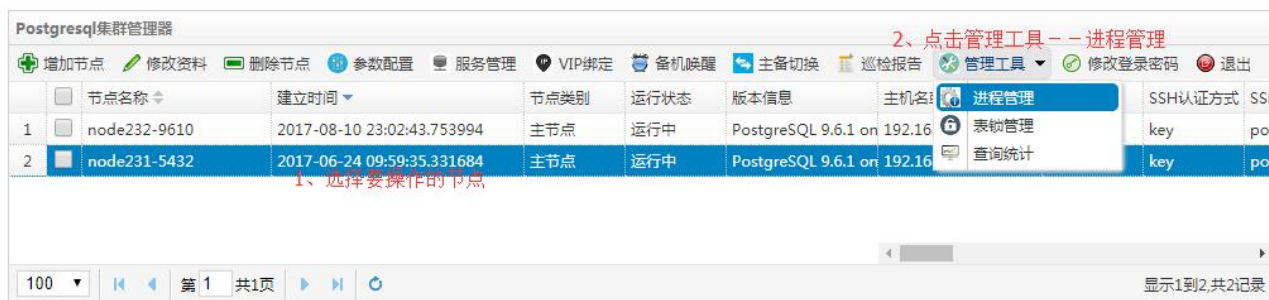 Postgresql集群管理器
2、点击管理工具－－进程管理
增加节点 修改资料 删除节点 参数配置 服务管理 VIP绑定 备机唤醒 主备切换 巡检报告 管理工具 修改登录密码 退出
节点名称 建立时间 节点类别 运行状态 版本信息 主机名 进程管理 SSH认证方式 SS
1 node232-9610 2017-08-10 23:02:43.753994 主节点 运行中 PostgreSQL 9.6.1 on 192.16 表锁管理 key po
2 node231-5432 2017-06-24 09:59:35.331684 主节点 运行中 PostgreSQL 9.6.1 on 192.16 查询统计 key po
1、选择要操作的节点
100 第 1 共1页 显示1到2,共2记录